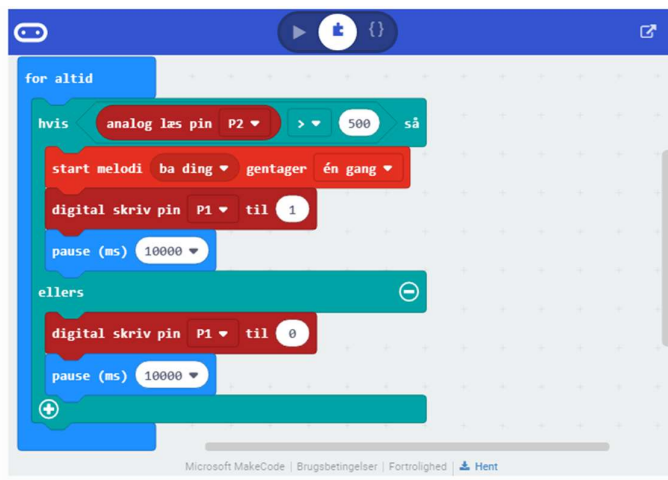 {}
for altid
hvis analog læs pin P2 > 500 så
start melodi ba ding gentager én gang
digital skriv pin P1 til 1
pause (ms) 10000
ellers
digital skriv pin P1 til 0
pause (ms) 10000
Microsoft MakeCode | Brugsbetingelser | Fortrolighed | Hent